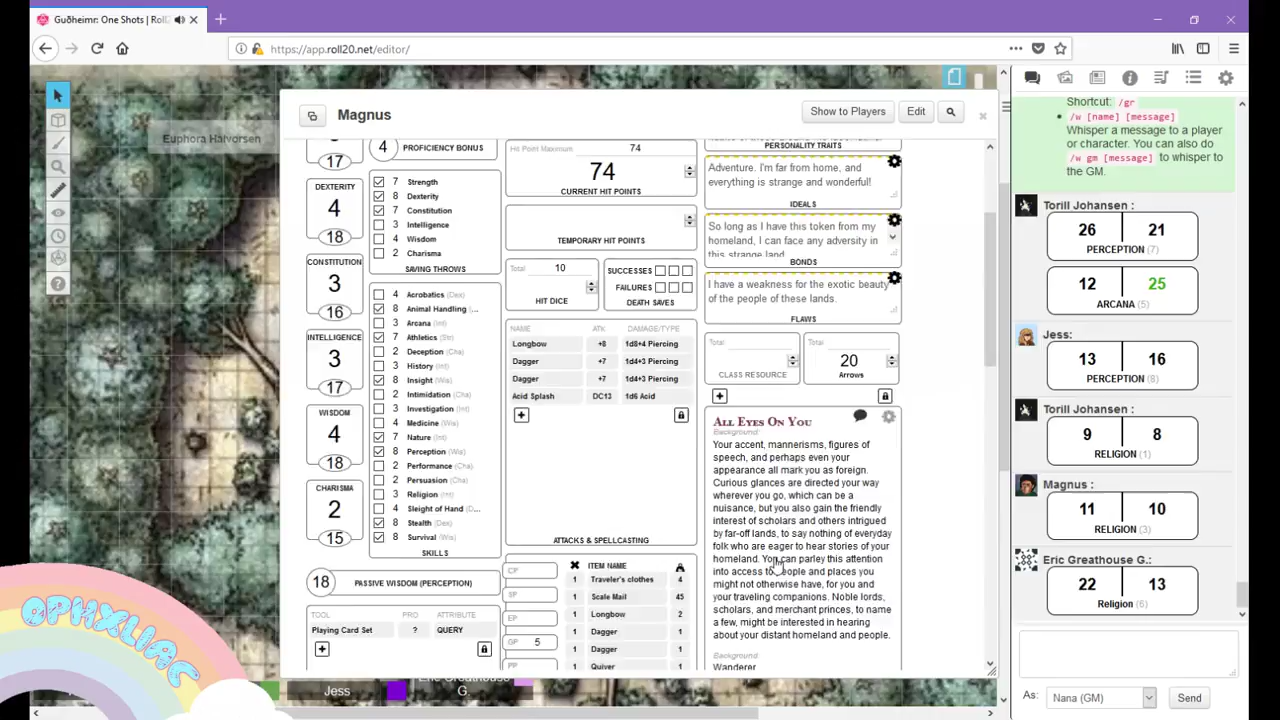 Guðheimr: One Shots | Roll2
https://app.roll20.net/editor/
Euphora Halvorsen
Magnus
Show to Players
Edit
17
4
PROFICIENCY BONUS
DEXTERITY
4
18
CONSTITUTION
3
16
INTELLIGENCE
3
17
WISDOM
4
18
CHARISMA
2
15
7 Strength
8 Dexterity
7 Constitution
3 Intelligence
4 Wisdom
2 Charisma
SAVING THROWS
4 Acrobatics (Dex)
8 Animal Handling (...
3 Arcana (Int)
7 Athletics (Str)
2 Deception (Cha)
3 History (Int)
8 Insight (Wis)
2 Intimidation (Cha)
3 Investigation (Int)
4 Medicine (Wis)
7 Nature (Int)
8 Perception (Wis)
2 Performance (Cha)
2 Persuasion (Cha)
3 Religion (Int)
4 Sleight of Hand (D...
8 Stealth (Dex)
8 Survival (Wis)
SKILLS
18 PASSIVE WISDOM (PERCEPTION)
TOOL PRO ATTRIBUTE
Playing Card Set ? QUERY
Hit Point Maximum 74
74
CURRENT HIT POINTS
TEMPORARY HIT POINTS
Total 10
HIT DICE
SUCCESSES
FAILURES
DEATH SAVES
NAME ATK DAMAGE/TYPE
Longbow +8 1d8+4 Piercing
Dagger +7 1d4+3 Piercing
Dagger +7 1d4+3 Piercing
Acid Splash DC13 1d6 Acid
ATTACKS & SPELLCASTING
CP
SP
EP
GP 5
PP
ITEM NAME
1 Traveler's clothes 4
1 Scale Mail 45
1 Longbow 2
1 Dagger 1
1 Dagger 1
1 Quiver 1
PERSONALITY TRAITS
Adventure. I'm far from home, and
everything is strange and wonderful!
IDEALS
So long as I have this token from my
homeland, I can face any adversity in
this strange land
BONDS
I have a weakness for the exotic beauty
of the people of these lands.
FLAWS
Total
CLASS RESOURCE
Total
20
Arrows
ALL EYES ON YOU
Background:
Your accent, mannerisms, figures of
speech, and perhaps even your
appearance all mark you as foreign.
Curious glances are directed your way
wherever you go, which can be a
nuisance, but you also gain the friendly
interest of scholars and others intrigued
by far-off lands, to say nothing of everyday
folk who are eager to hear stories of your
homeland. You can parley this attention
into access to people and places you
might not otherwise have, for you and
your traveling companions. Noble lords,
scholars, and merchant princes, to name
a few, might be interested in hearing
about your distant homeland and people.
Background:
Wanderer
Shortcut: /gr
/w [name] [message]
Whisper a message to a player
or character. You can also do
/w gm [message] to whisper to
the GM.
Torill Johansen :
26 21
PERCEPTION (7)
12 25
ARCANA (5)
Jess:
13 16
PERCEPTION (8)
Torill Johansen :
9 8
RELIGION (1)
Magnus :
11 10
RELIGION (3)
Eric Greathouse G.:
22 13
Religion (6)
As: Nana (GM) Send
OPHXLIAC
Jess
Eric Greathouse
G